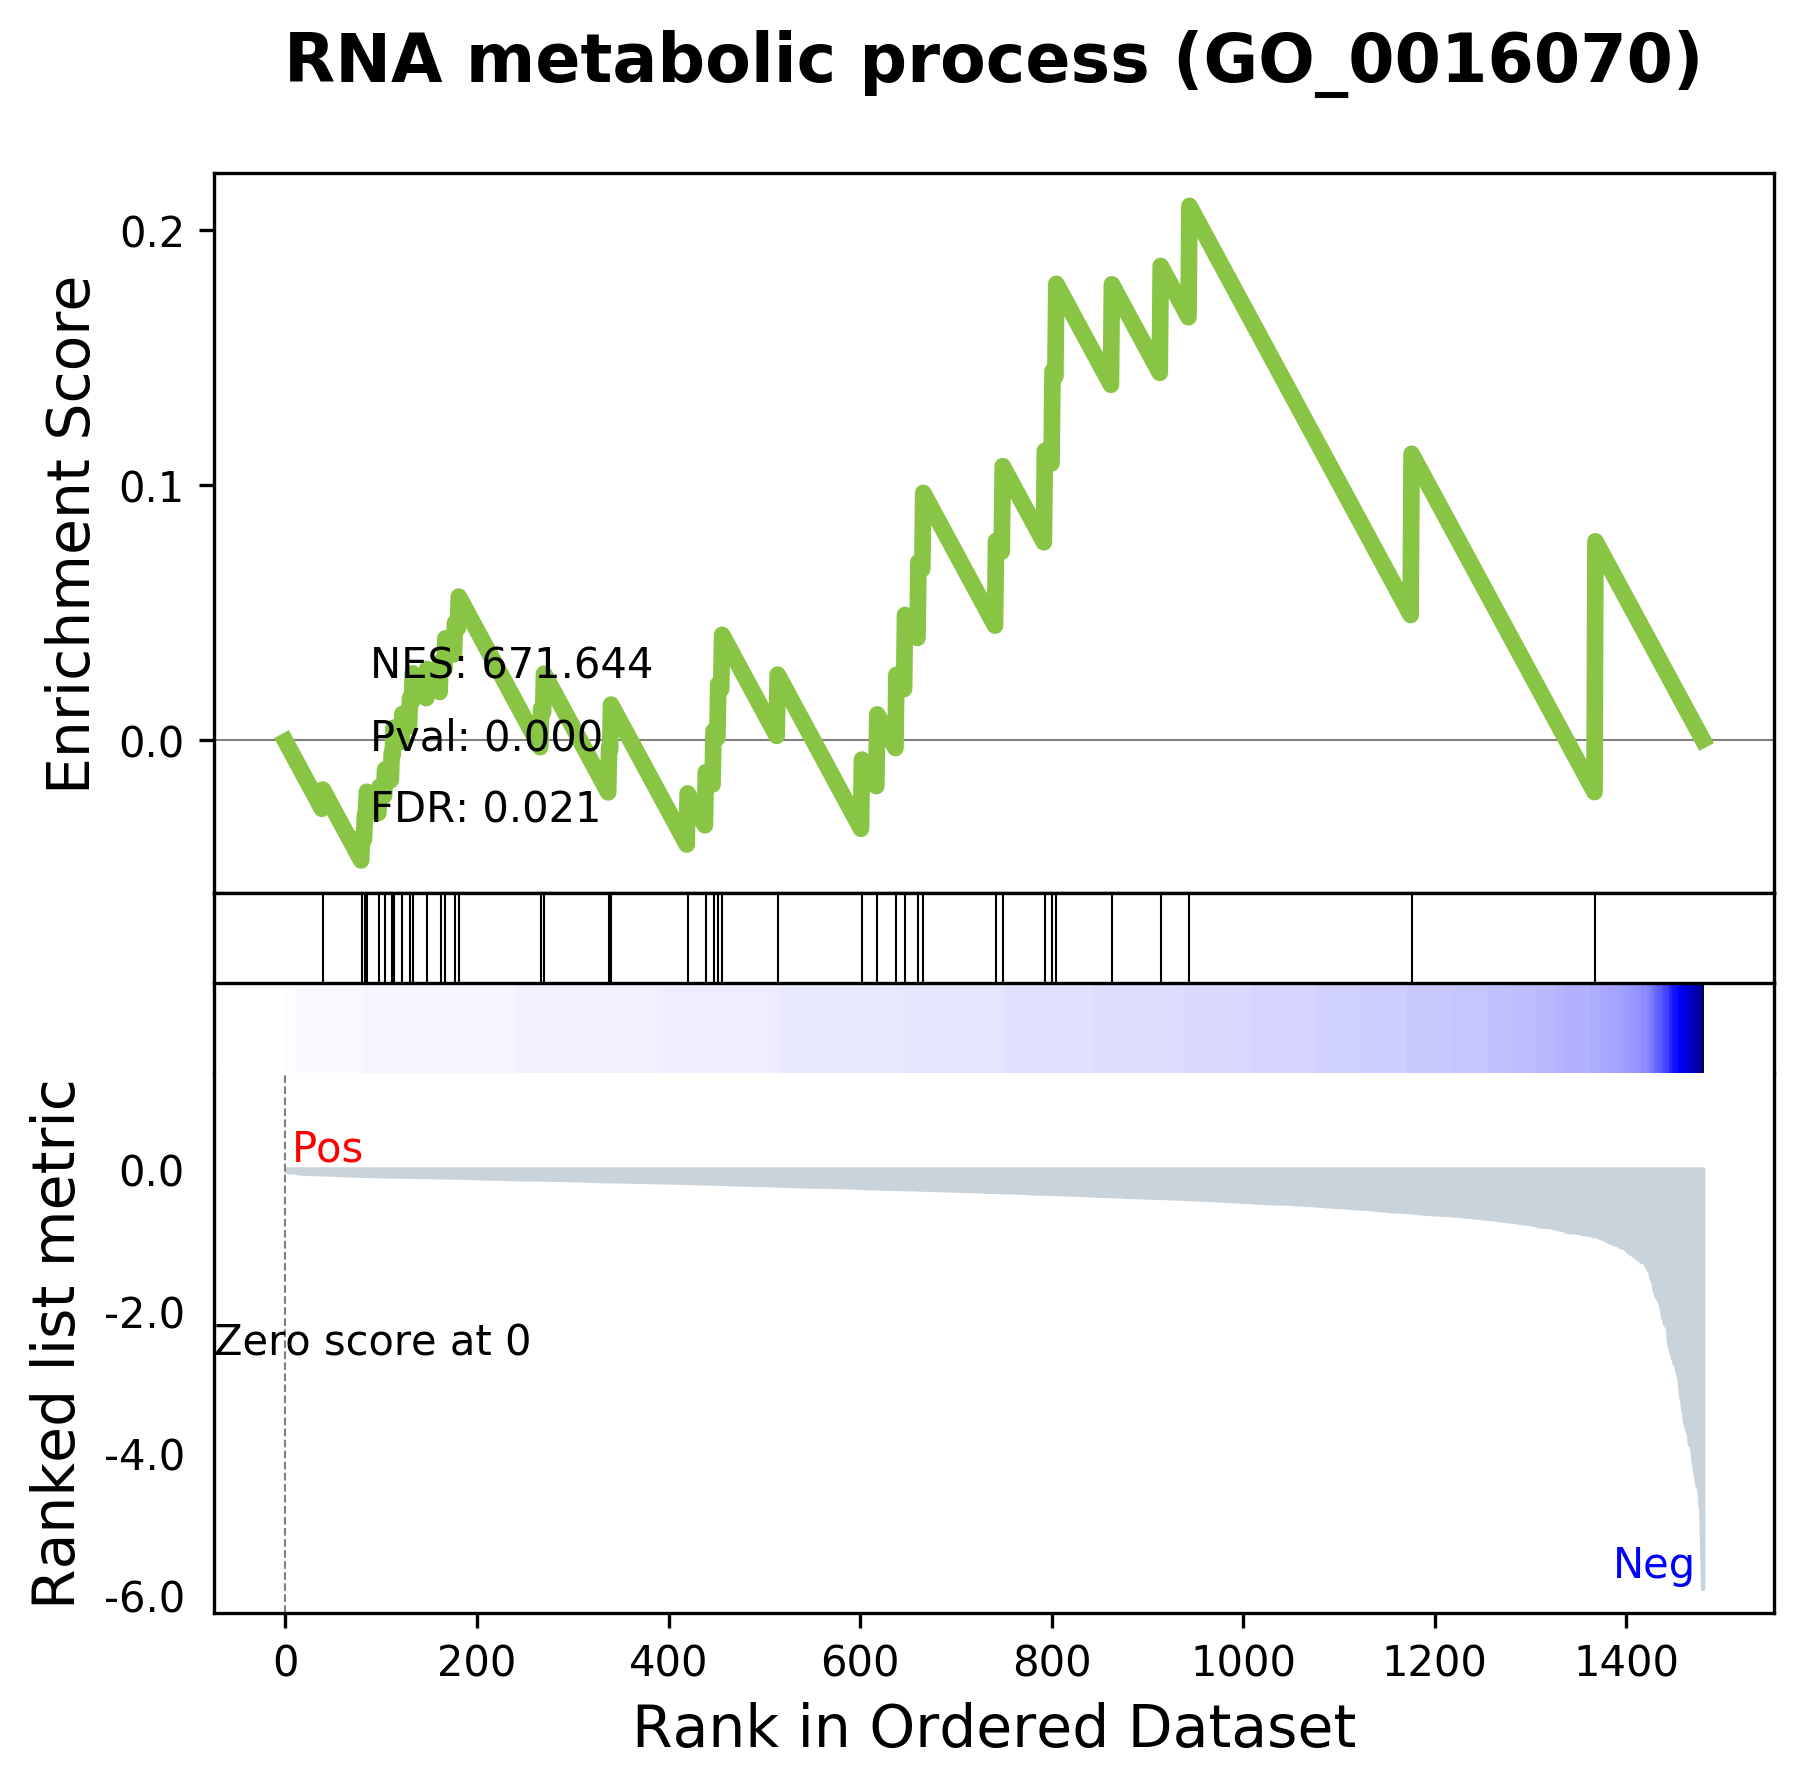 RNA metabolic process (GO_0016070)
Enrichment Score
0.2
0.1
0.0
NES: 671.644
Pval: 0.000
FDR: 0.021
Ranked list metric
Pos
0.0
-2.0
Zero score at 0
-4.0
Neg
-6.0
0 200 400 600 800 1000 1200 1400
Rank in Ordered Dataset